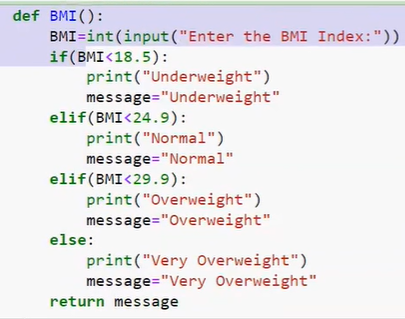 def BMI():
    BMI=int(input("Enter the BMI Index:"))
    if(BMI<18.5):
        print("Underweight")
        message="Underweight"
    elif(BMI<24.9):
        print("Normal")
        message="Normal"
    elif(BMI<29.9):
        print("Overweight")
        message="Overweight"
    else:
        print("Very Overweight")
        message="Very Overweight"
    return message